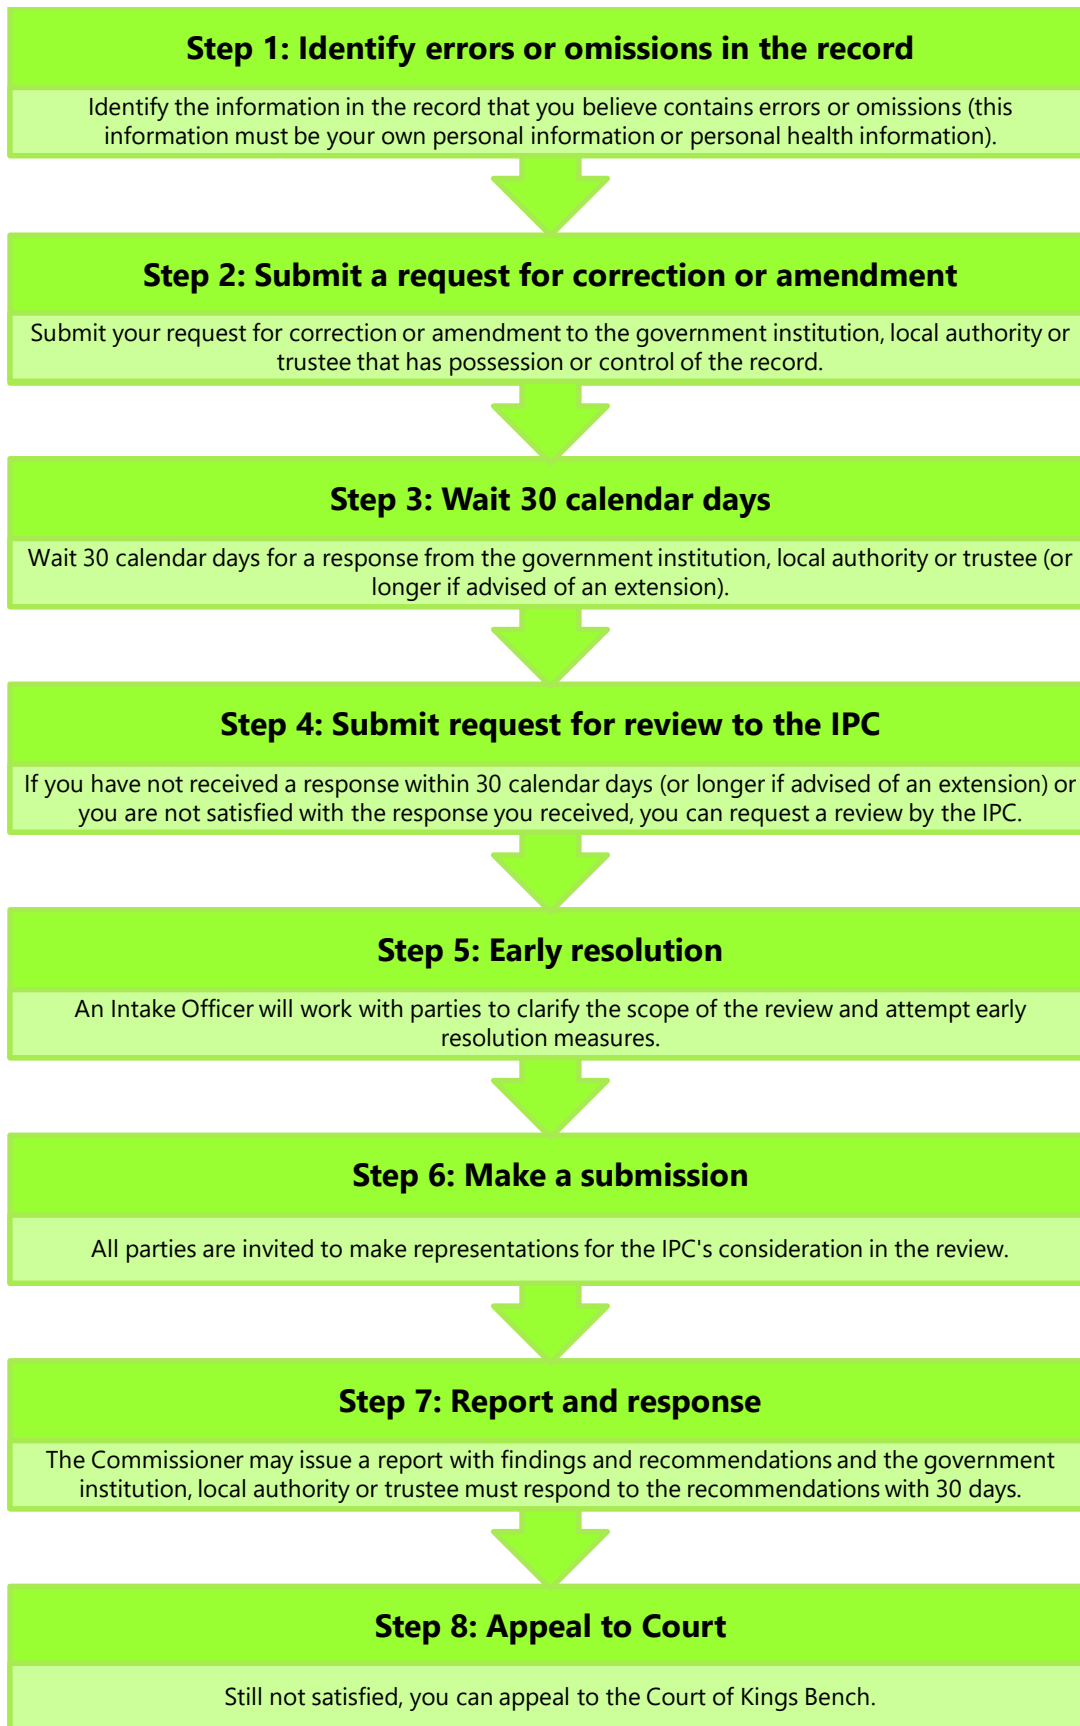 Step 1: Identify errors or omissions in the record
Identify the information in the record that you believe contains errors or omissions (this
information must be your own personal information or personal health information).
Step 2: Submit a request for correction or amendment
Submit your request for correction or amendment to the government institution, local authority or
trustee that has possession or control of the record.
Step 3: Wait 30 calendar days
Wait 30 calendar days for a response from the government institution, local authority or trustee (or
longer if advised of an extension).
Step 4: Submit request for review to the IPC
If you have not received a response within 30 calendar days (or longer if advised of an extension) or
you are not satisfied with the response you received, you can request a review by the IPC.
Step 5: Early resolution
An Intake Officer will work with parties to clarify the scope of the review and attempt early
resolution measures.
Step 6: Make a submission
All parties are invited to make representations for the IPC's consideration in the review.
Step 7: Report and response
The Commissioner may issue a report with findings and recommendations and the government
institution, local authority or trustee must respond to the recommendations with 30 days.
Step 8: Appeal to Court
Still not satisfied, you can appeal to the Court of Kings Bench.